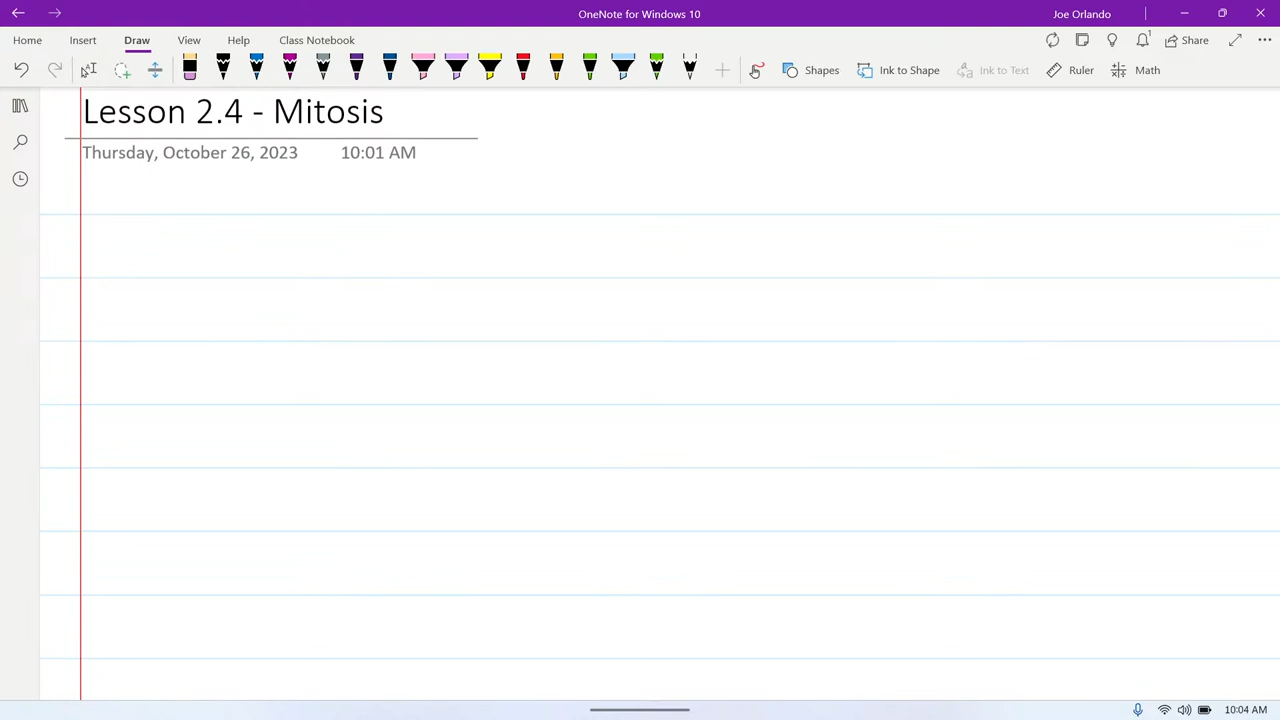 OneNote for Windows 10
Joe Orlando
Home Insert Draw View Help Class Notebook
Share
Shapes Ink to Shape Ink to Text Ruler Math
Lesson 2.4 - Mitosis
Thursday, October 26, 2023 10:01 AM
10:04 AM